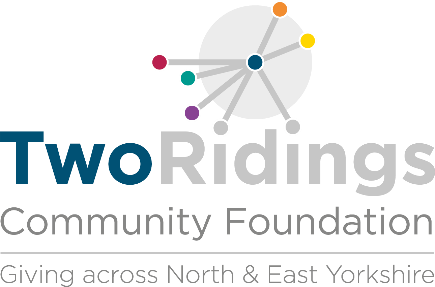 TwoRidings
Community Foundation
Giving across North & East Yorkshire